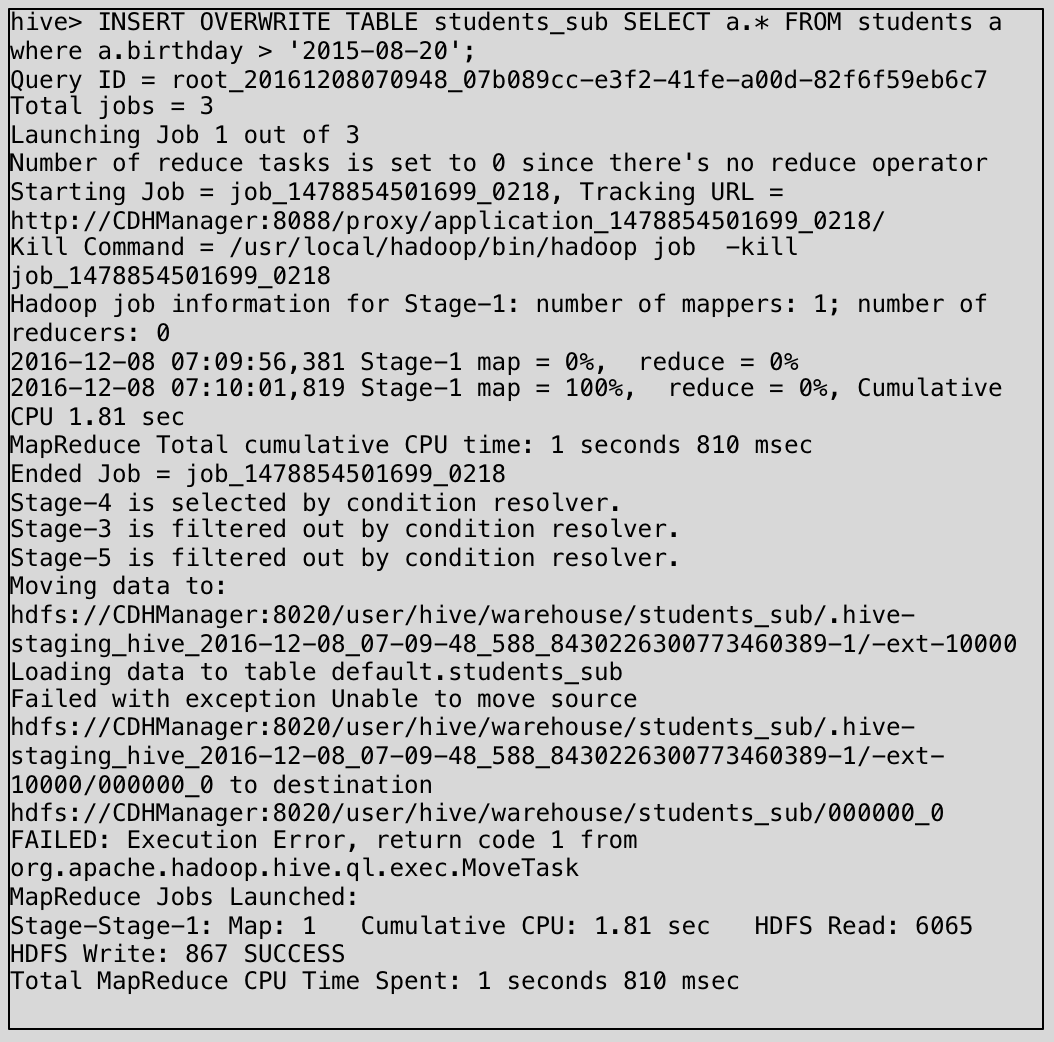 hive> INSERT OVERWRITE TABLE students_sub SELECT a.* FROM students a
where a.birthday > '2015-08-20';
Query ID = root_20161208070948_07b089cc-e3f2-41fe-a00d-82f6f59eb6c7
Total jobs = 3
Launching Job 1 out of 3
Number of reduce tasks is set to 0 since there's no reduce operator
Starting Job = job_1478854501699_0218, Tracking URL =
http://CDHManager:8088/proxy/application_1478854501699_0218/
Kill Command = /usr/local/hadoop/bin/hadoop job  -kill
job_1478854501699_0218
Hadoop job information for Stage-1: number of mappers: 1; number of
reducers: 0
2016-12-08 07:09:56,381 Stage-1 map = 0%,  reduce = 0%
2016-12-08 07:10:01,819 Stage-1 map = 100%,  reduce = 0%, Cumulative
CPU 1.81 sec
MapReduce Total cumulative CPU time: 1 seconds 810 msec
Ended Job = job_1478854501699_0218
Stage-4 is selected by condition resolver.
Stage-3 is filtered out by condition resolver.
Stage-5 is filtered out by condition resolver.
Moving data to:
hdfs://CDHManager:8020/user/hive/warehouse/students_sub/.hive-
staging_hive_2016-12-08_07-09-48_588_8430226300773460389-1/-ext-10000
Loading data to table default.students_sub
Failed with exception Unable to move source
hdfs://CDHManager:8020/user/hive/warehouse/students_sub/.hive-
staging_hive_2016-12-08_07-09-48_588_8430226300773460389-1/-ext-
10000/000000_0 to destination
hdfs://CDHManager:8020/user/hive/warehouse/students_sub/000000_0
FAILED: Execution Error, return code 1 from
org.apache.hadoop.hive.ql.exec.MoveTask
MapReduce Jobs Launched:
Stage-Stage-1: Map: 1   Cumulative CPU: 1.81 sec   HDFS Read: 6065
HDFS Write: 867 SUCCESS
Total MapReduce CPU Time Spent: 1 seconds 810 msec